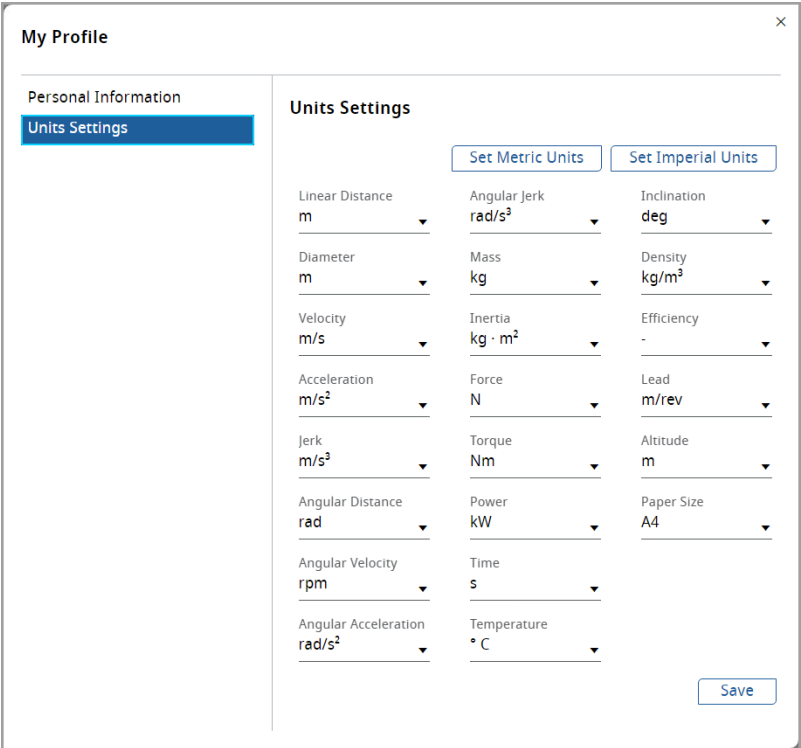 ×
My Profile
Personal Information
Units Settings
Units Settings
Set Metric Units Set Imperial Units
Linear Distance Angular Jerk Inclination
m rad/s³ deg
Diameter Mass Density
m kg kg/m³
Velocity Inertia Efficiency
m/s kg · m² -
Acceleration Force Lead
m/s² N m/rev
Jerk Torque Altitude
m/s³ Nm m
Angular Distance Power Paper Size
rad kW A4
Angular Velocity Time
rpm s
Angular Acceleration Temperature
rad/s² ° C
Save